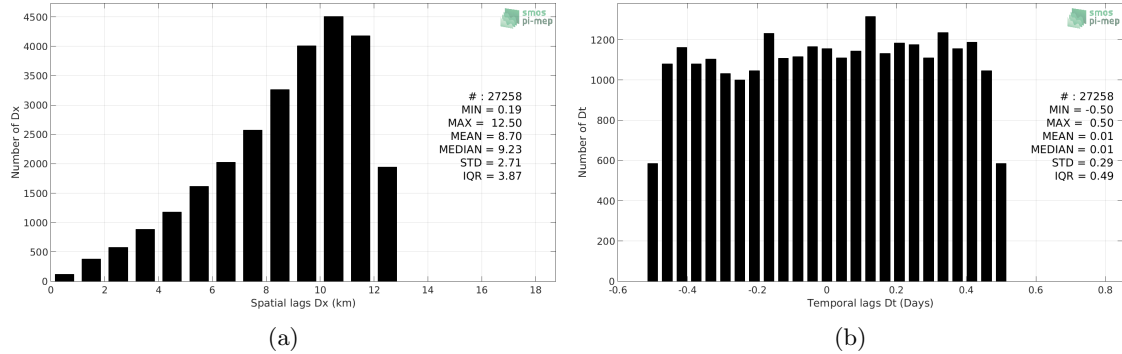 4500
4000
3500
3000
2500
2000
1500
1000
500
0
Number of Dx
smos
pi-mep
# : 27258
MIN = 0.19
MAX = 12.50
MEAN = 8.70
MEDIAN = 9.23
STD = 2.71
IQR = 3.87
0 2 4 6 8 10 12 14 16 18
Spatial lags Dx (km)
(a)
1200
1000
800
600
400
200
0
Number of Dt
smos
pi-mep
# : 27258
MIN = -0.50
MAX = 0.50
MEAN = 0.01
MEDIAN = 0.01
STD = 0.29
IQR = 0.49
-0.6 -0.4 -0.2 0 0.2 0.4 0.6 0.8
Temporal lags Dt (Days)
(b)